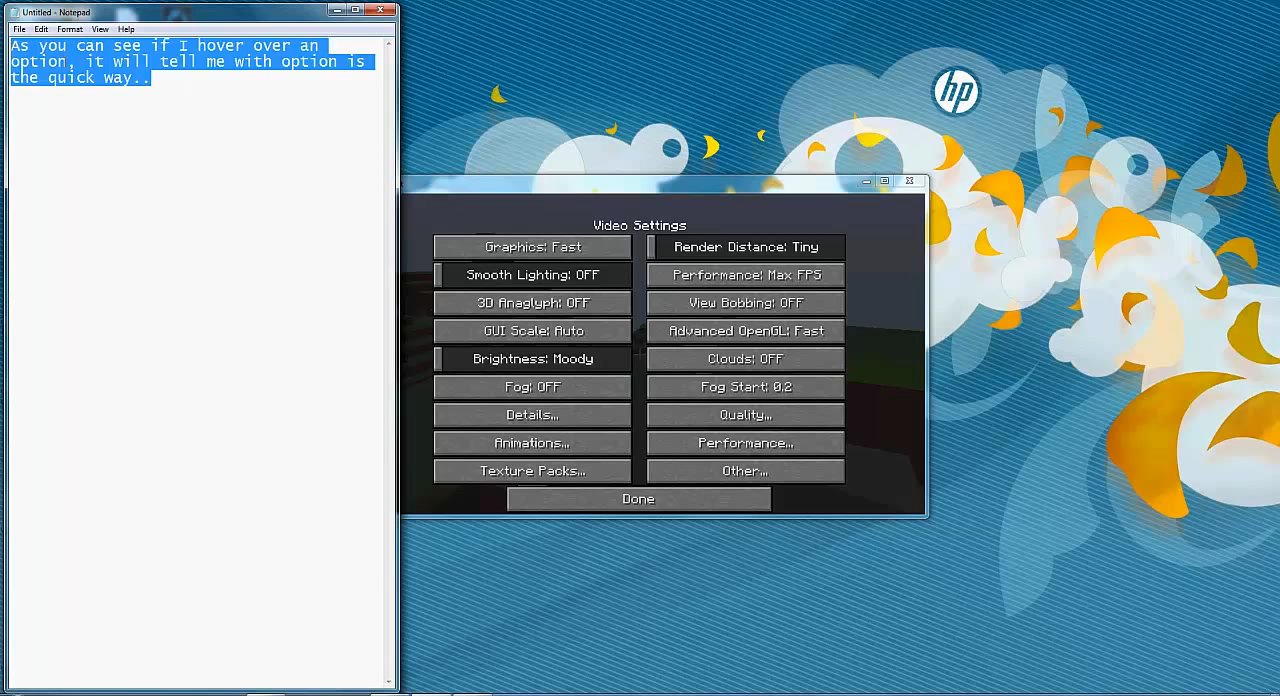 Untitled - Notepad
File Edit Format View Help
As you can see if I hover over an
option, it will tell me with option is
the quick way..
hp
Video Settings
Graphics: Fast
Render Distance: Tiny
Smooth Lighting: OFF
Performance: Max FPS
3D Anaglyph: OFF
View Bobbing: OFF
GUI Scale: Auto
Advanced OpenGL: Fast
Brightness: Moody
Clouds: OFF
Fog: OFF
Fog Start: 0.2
Details...
Quality...
Animations...
Performance...
Texture Packs...
Other...
Done